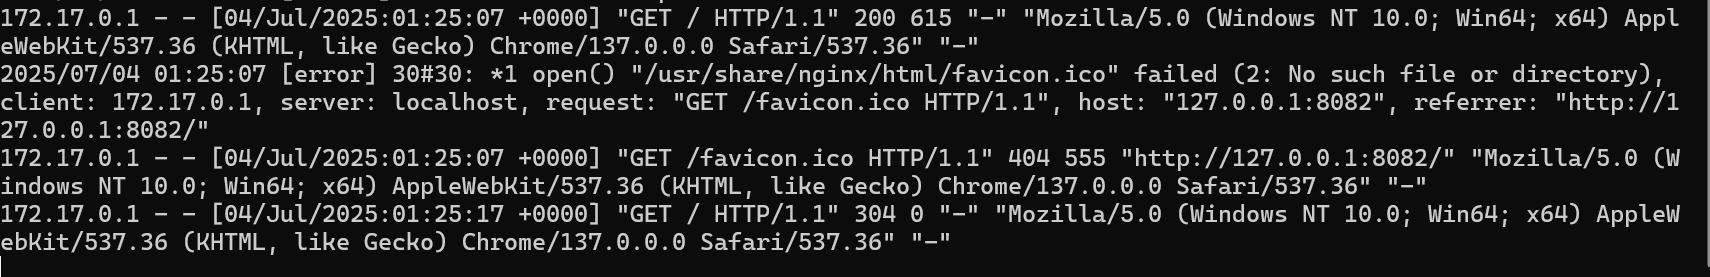 172.17.0.1 - - [04/Jul/2025:01:25:07 +0000] "GET / HTTP/1.1" 200 615 "-" "Mozilla/5.0 (Windows NT 10.0; Win64; x64) Appl
eWebKit/537.36 (KHTML, like Gecko) Chrome/137.0.0.0 Safari/537.36" "-"
2025/07/04 01:25:07 [error] 30#30: *1 open() "/usr/share/nginx/html/favicon.ico" failed (2: No such file or directory),
client: 172.17.0.1, server: localhost, request: "GET /favicon.ico HTTP/1.1", host: "127.0.0.1:8082", referrer: "http://1
27.0.0.1:8082/"
172.17.0.1 - - [04/Jul/2025:01:25:07 +0000] "GET /favicon.ico HTTP/1.1" 404 555 "http://127.0.0.1:8082/" "Mozilla/5.0 (W
indows NT 10.0; Win64; x64) AppleWebKit/537.36 (KHTML, like Gecko) Chrome/137.0.0.0 Safari/537.36" "-"
172.17.0.1 - - [04/Jul/2025:01:25:17 +0000] "GET / HTTP/1.1" 304 0 "-" "Mozilla/5.0 (Windows NT 10.0; Win64; x64) AppleW
ebKit/537.36 (KHTML, like Gecko) Chrome/137.0.0.0 Safari/537.36" "-"